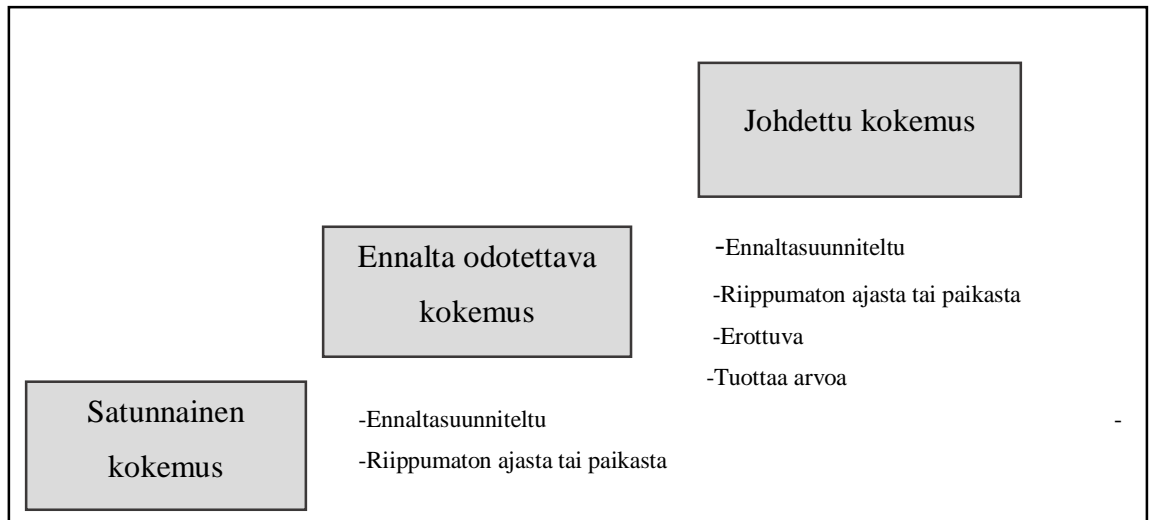 Johdettu kokemus
-Ennaltasuunniteltu
-Riippumaton ajasta tai paikasta
-Erottuva
-Tuottaa arvoa
Ennalta odotettava
kokemus
-Ennaltasuunniteltu
-
-Riippumaton ajasta tai paikasta
Satunnainen
kokemus